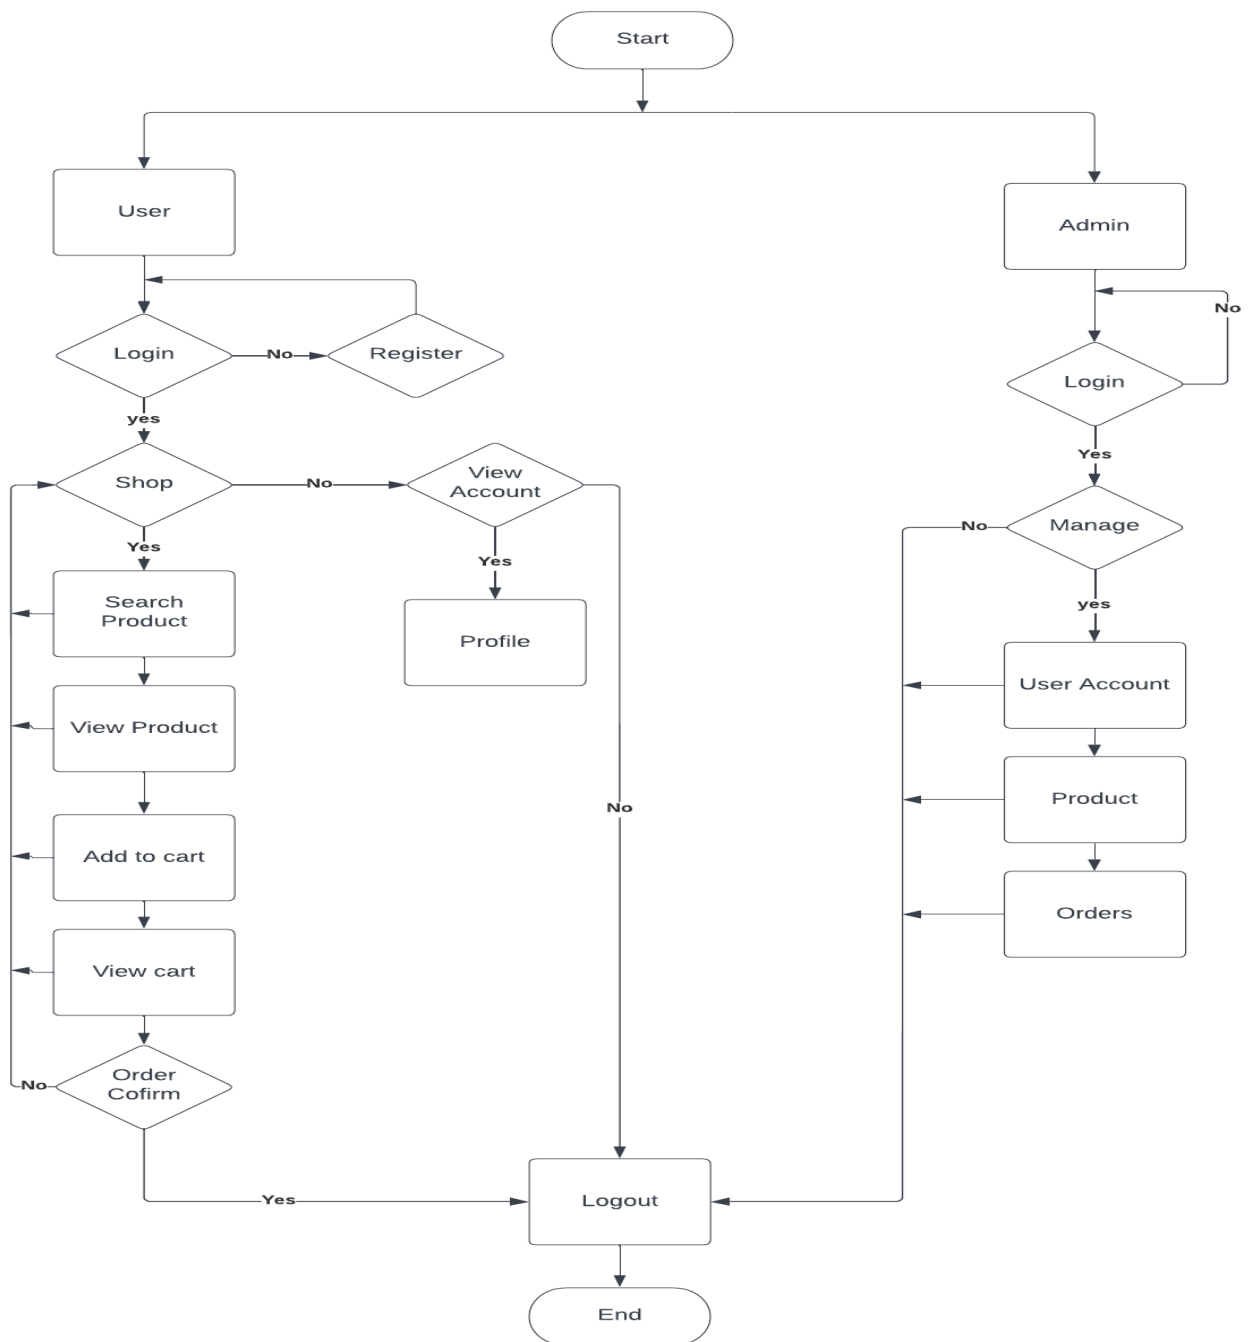 Start
User
Admin
No
Login
No
Register
Login
yes
Yes
Shop
No
View
Account
No
Manage
Yes
Yes
Search
Product
yes
Profile
User Account
View Product
Product
No
Add to cart
Orders
View cart
Order
Cofirm
No
Yes
Logout
End